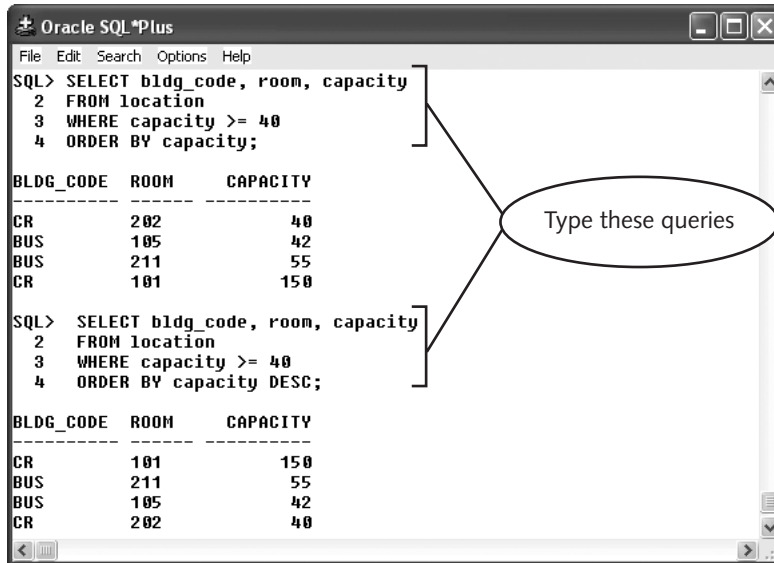 Oracle SQL*Plus
File Edit Search Options Help
SQL> SELECT bldg_code, room, capacity
2 FROM location
3 WHERE capacity >= 40
4 ORDER BY capacity;
BLDG_CODE ROOM CAPACITY
---------- ------ ----------
CR 202 40
BUS 105 42
BUS 211 55
CR 101 150
Type these queries
SQL> SELECT bldg_code, room, capacity
2 FROM location
3 WHERE capacity >= 40
4 ORDER BY capacity DESC;
BLDG_CODE ROOM CAPACITY
---------- ------ ----------
CR 101 150
BUS 211 55
BUS 105 42
CR 202 40